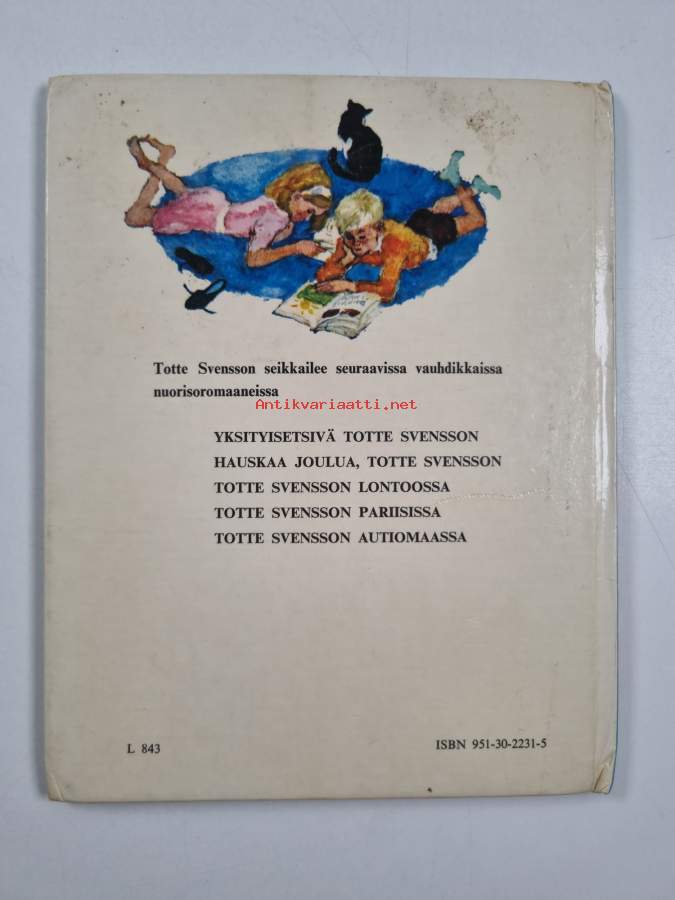 Totte Svensson seikkailee seuraavissa vauhdikkaissa
nuorisoromaaneissa
Antikvariaatti.net
YKSITYISETSIVÄ TOTTE SVENSSON
HAUSKAA JOULUA, TOTTE SVENSSON
TOTTE SVENSSON LONTOOSSA
TOTTE SVENSSON PARIISISSA
TOTTE SVENSSON AUTIOMAASSA
L 843
ISBN 951-30-2231-5